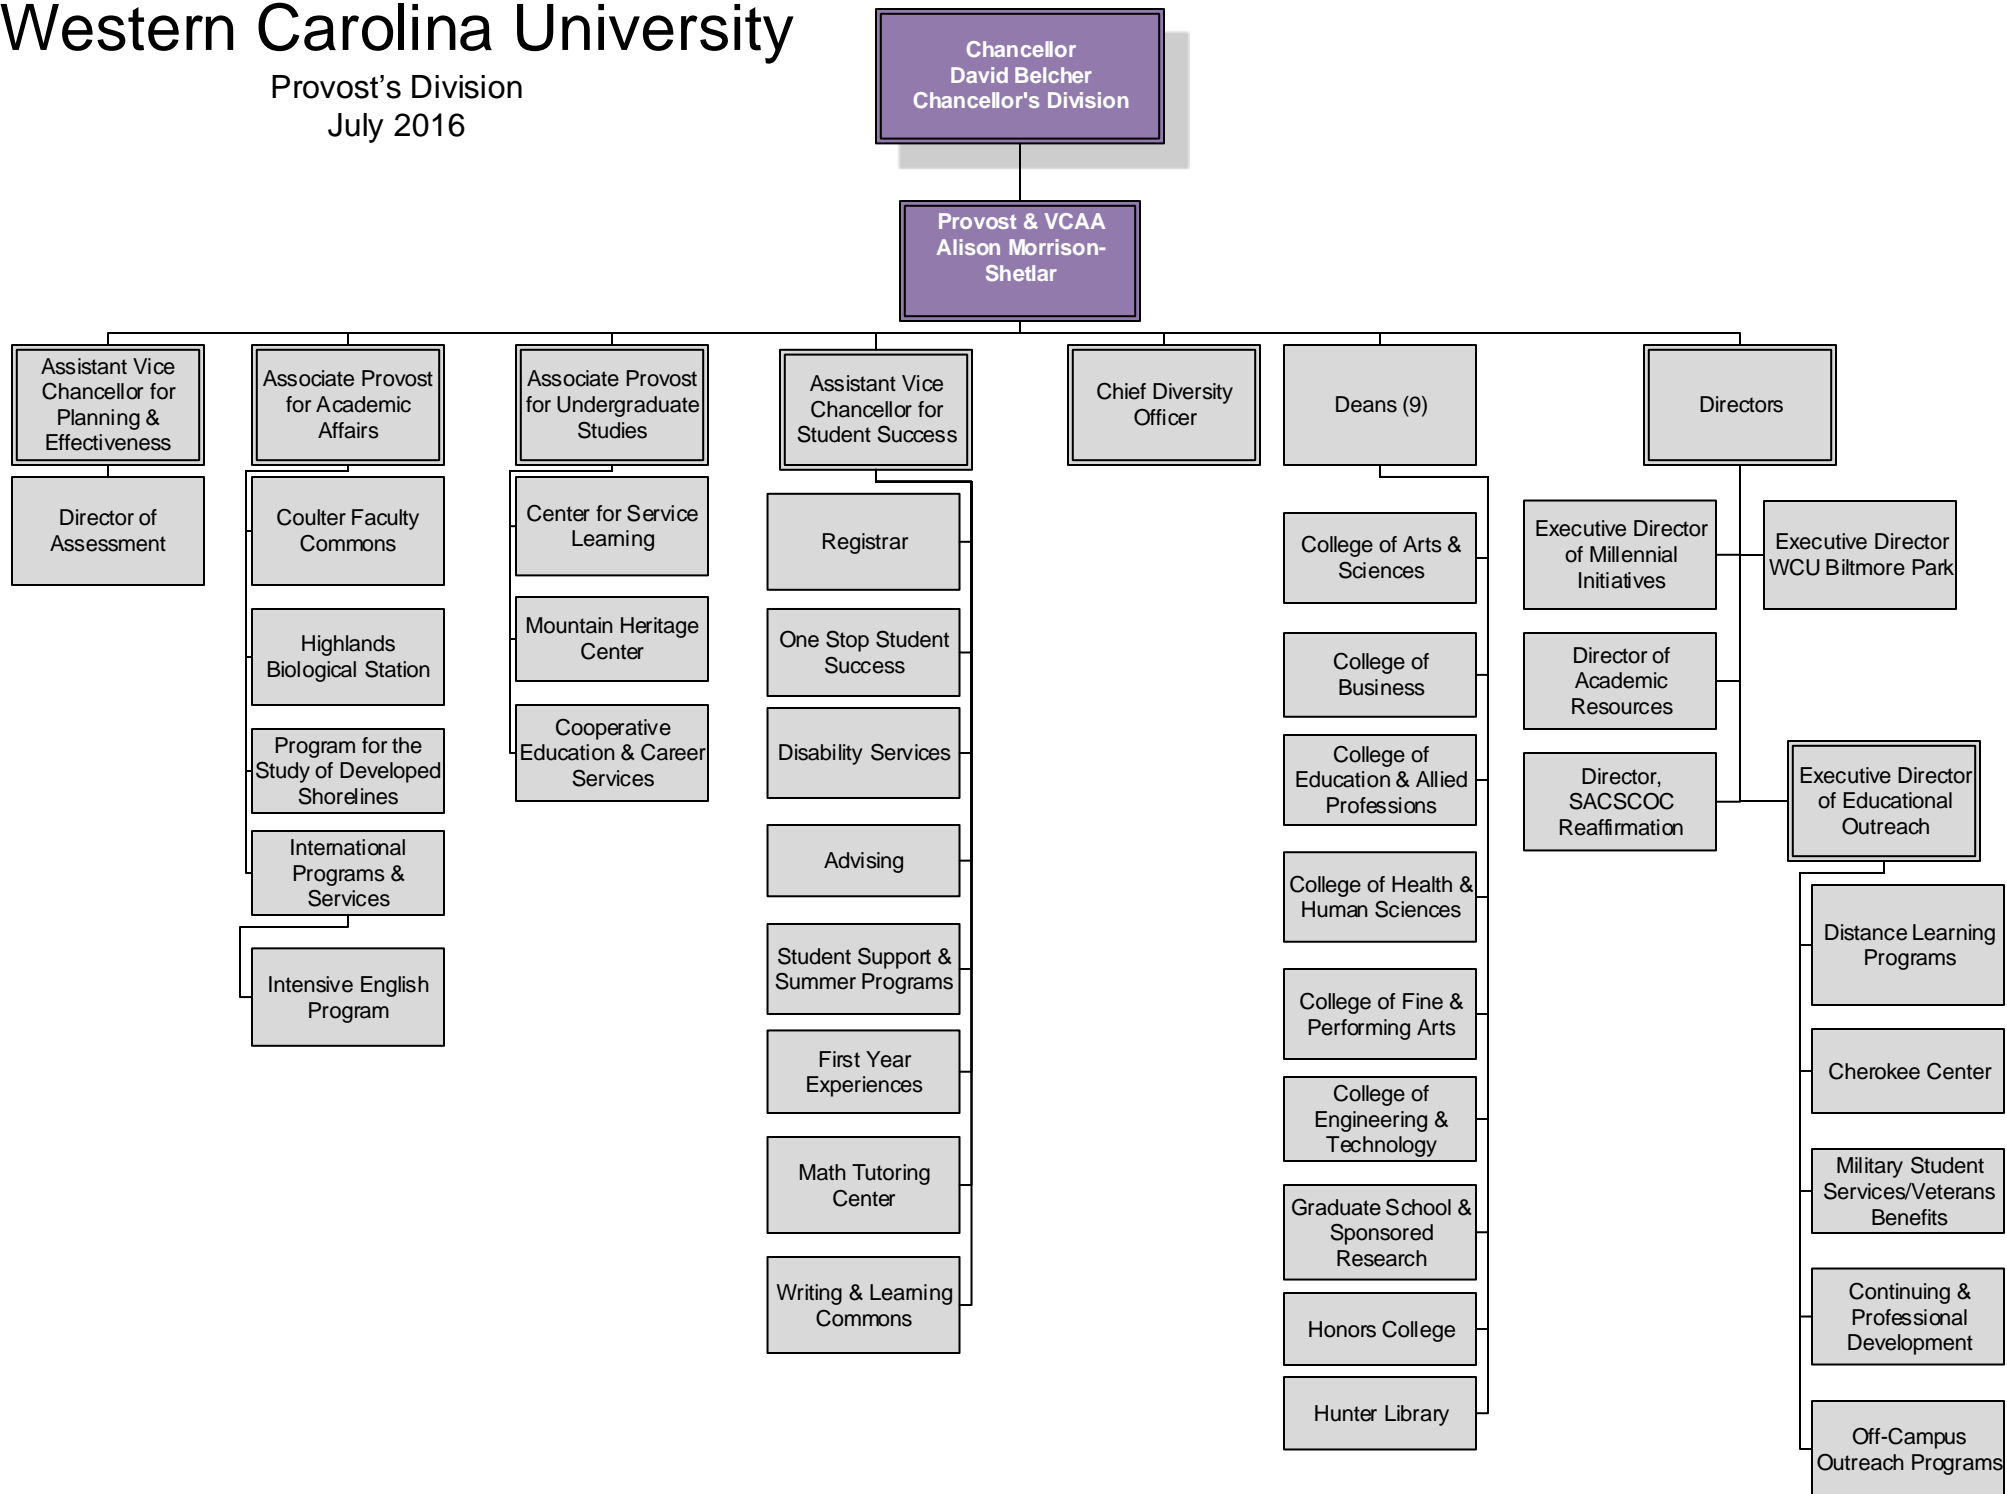 Western Carolina University
Provost's Division
July 2016
Chancellor
David Belcher
Chancellor's Division
Provost & VCAA
Alison Morrison-
Shetlar
Assistant Vice
Chancellor for
Planning &
Effectiveness
Director of
Assessment
Associate Provost
for Academic
Affairs
Coulter Faculty
Commons
Highlands
Biological Station
Program for the
Study of Developed
Shorelines
International
Programs &
Services
Intensive English
Program
Associate Provost
for Undergraduate
Studies
Center for Service
Learning
Mountain Heritage
Center
Cooperative
Education & Career
Services
Assistant Vice
Chancellor for
Student Success
Registrar
One Stop Student
Success
Disability Services
Advising
Student Support &
Summer Programs
First Year
Experiences
Math Tutoring
Center
Writing & Learning
Commons
Chief Diversity
Officer
Deans (9)
College of Arts &
Sciences
College of
Business
College of
Education & Allied
Professions
College of Health &
Human Sciences
College of Fine &
Performing Arts
College of
Engineering &
Technology
Graduate School &
Sponsored
Research
Honors College
Hunter Library
Directors
Executive Director
of Millennial
Initiatives
Executive Director
WCU Biltmore Park
Director of
Academic
Resources
Director,
SACSCOC
Reaffirmation
Executive Director
of Educational
Outreach
Distance Learning
Programs
Cherokee Center
Military Student
Services/Veterans
Benefits
Continuing &
Professional
Development
Off-Campus
Outreach Programs